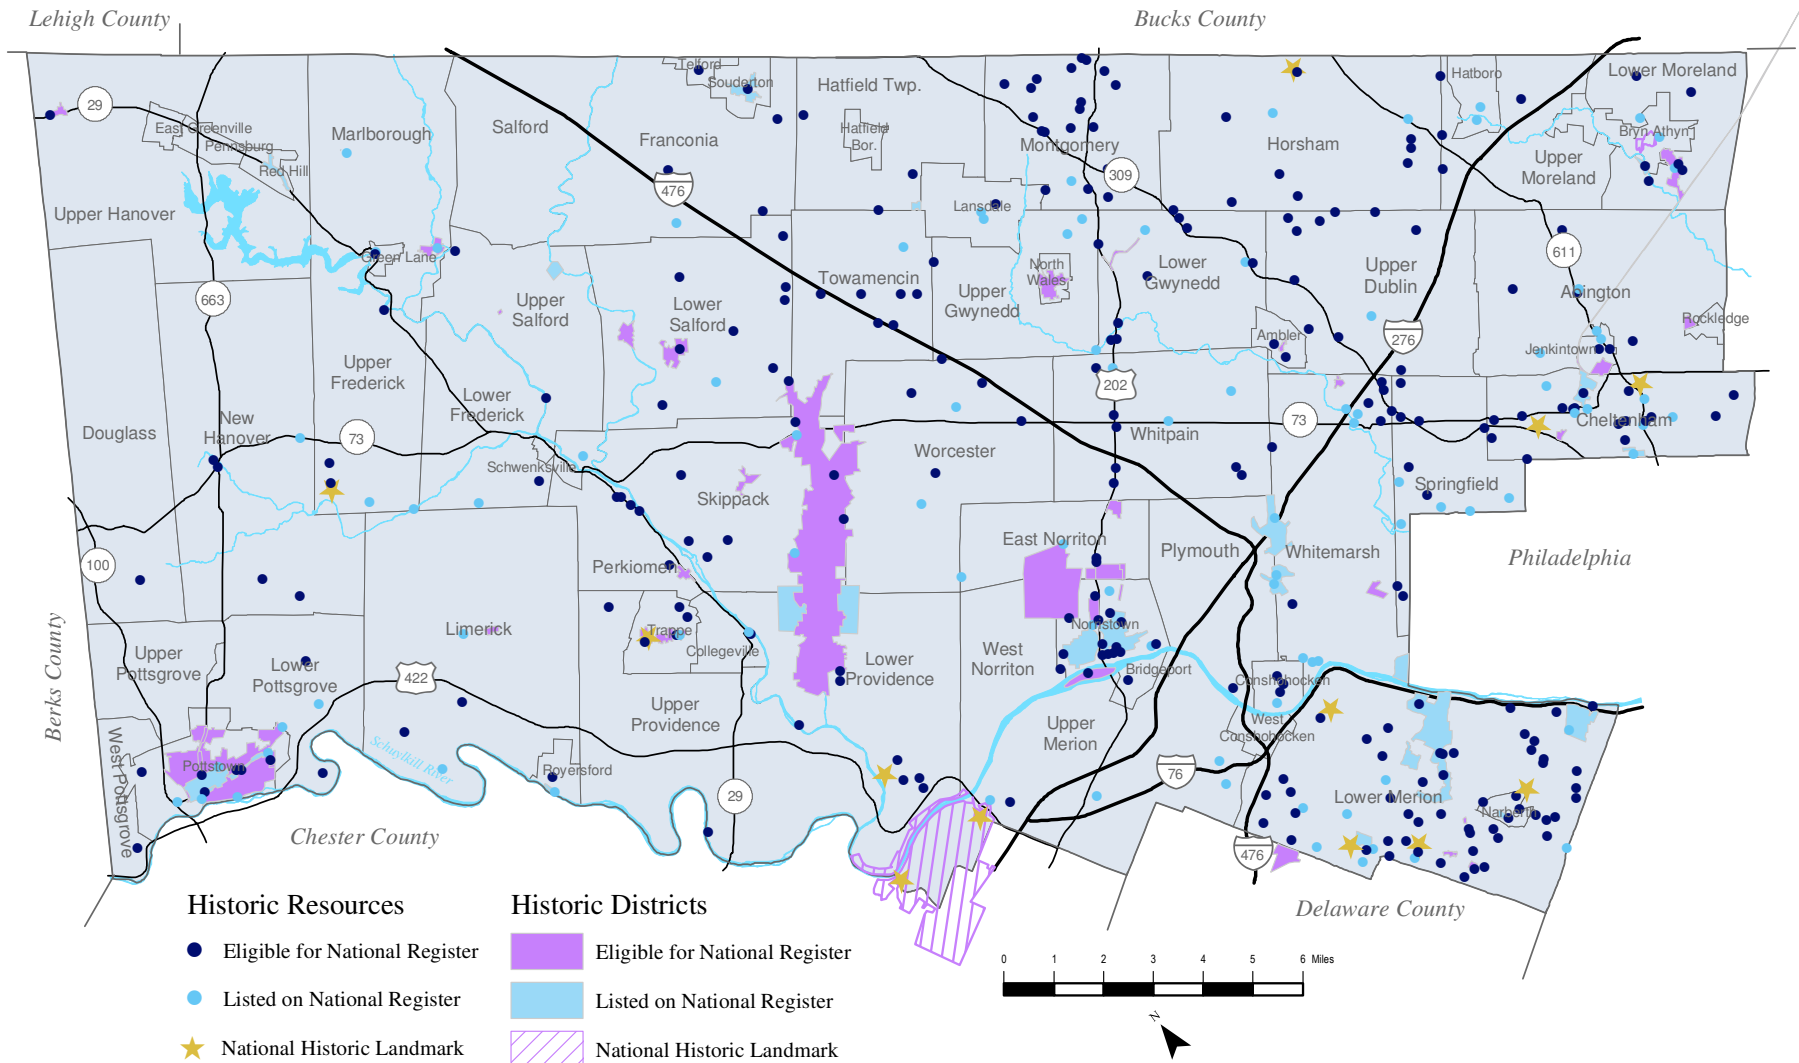 Lehigh County
Bucks County
Telford
Souderton
Hatfield Twp.
Hatboro
Lower Moreland
29
East Greenville
Pennsburg
Red Hill
Marlborough
Salford
Franconia
Hatfield
Bor.
Montgomery
Horsham
Bryn Athyn
Upper
Moreland
476
309
Upper Hanover
Lansdale
Green Lane
611
663
Towamencin
North
Wales
Lower
Gwynedd
Upper
Dublin
Abington
Upper
Salford
Lower
Salford
Upper
Gwynedd
Rockledge
Ambler
276
Jenkintown
Upper
Frederick
202
Lower
Frederick
New
Hanover
Douglass
73
73
Cheltenham
Whitpain
Worcester
Schwenksville
Skippack
Springfield
East Norriton
Plymouth
Whitemarsh
Philadelphia
100
Perkiomen
Berks County
Limerick
Trappe
Collegeville
Norristown
Upper
Pottsgrove
Lower
Pottsgrove
West
Norriton
Lower
Providence
Bridgeport
Conshohocken
422
Upper
Providence
Upper
Merion
West
Conshohocken
West Pottsgrove
Pottstown
Schuylkill River
Royersford
76
29
Lower Merion
Narberth
Chester County
476
Delaware County
Historic Resources
Historic Districts
Eligible for National Register
Eligible for National Register
Listed on National Register
Listed on National Register
National Historic Landmark
National Historic Landmark
0 1 2 3 4 5 6 Miles
N